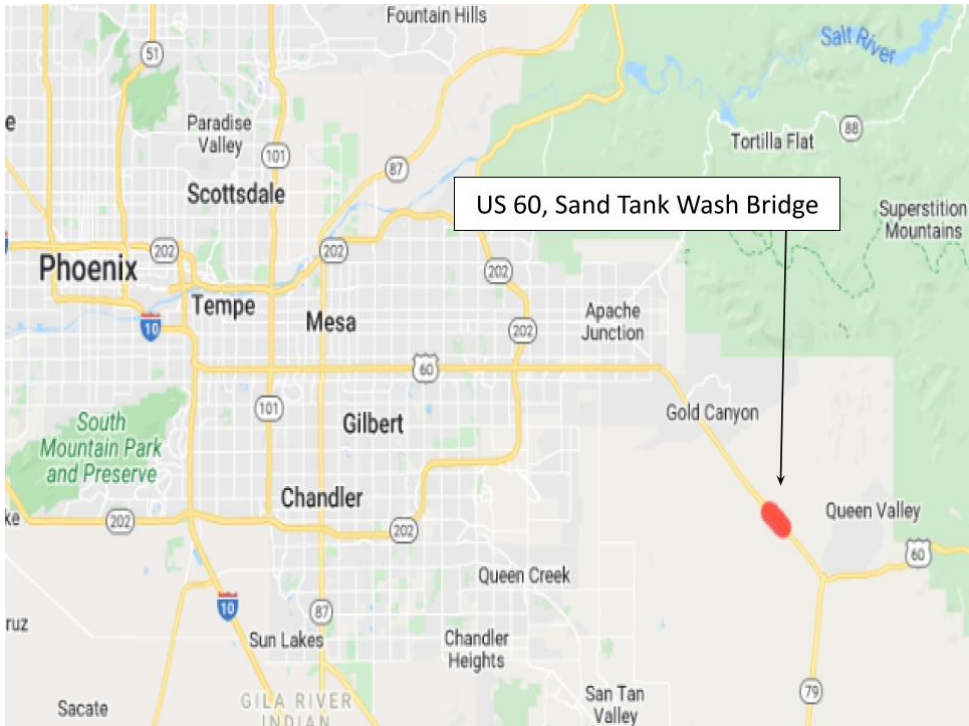 Fountain Hills
51
Salt River
e
Paradise
Valley
101
88
Tortilla Flat
87
Scottsdale
US 60, Sand Tank Wash Bridge
Superstition
Mountains
202
202
Phoenix
202
Tempe
Apache
Junction
10
Mesa
202
60
101
Gold Canyon
South
Mountain Park
and Preserve
Gilbert
Chandler
Queen Valley
ke
202
202
60
Queen Creek
10
87
ruz
Sun Lakes
Chandler
Heights
79
San Tan
Valley
Sacate
GILA RIVER
INDIAN